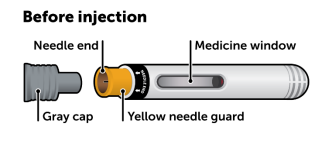 Before injection
Needle end
Medicine window
Gray cap
Yellow needle guard